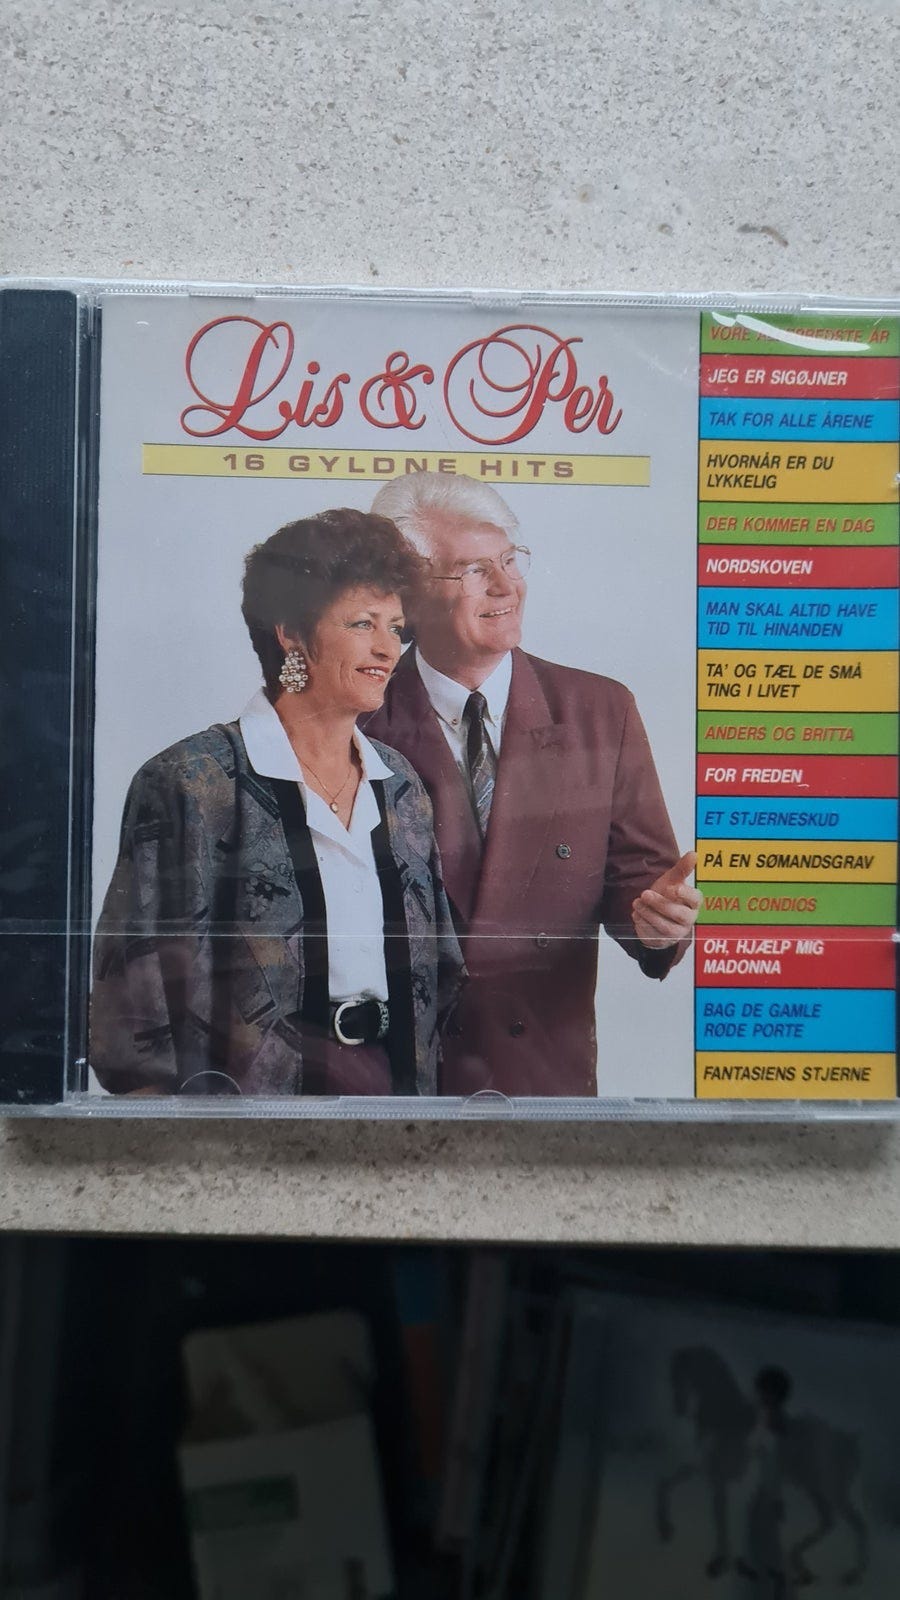 Lis & Per
16 GYLDNE HITS
VORE ÅR
JEG ER SIGØJNER
TAK FOR ALLE ÅRENE
HVORNÅR ER DU
LYKKELIG
DER KOMMER EN DAG
NORDSKOVEN
MAN SKAL ALTID HAVE
TID TIL HINANDEN
TA' OG TÆL DE SMÅ
TING I LIVET
ANDERS OG BRITTA
FOR FREDEN
ET STJERNESKUD
PÅ EN SØMANDSGRAV
VAYA CONDIOS
OH, HJÆLP MIG
MADONNA
BAG DE GAMLE
RØDE PORTE
FANTASIENS STJERNE